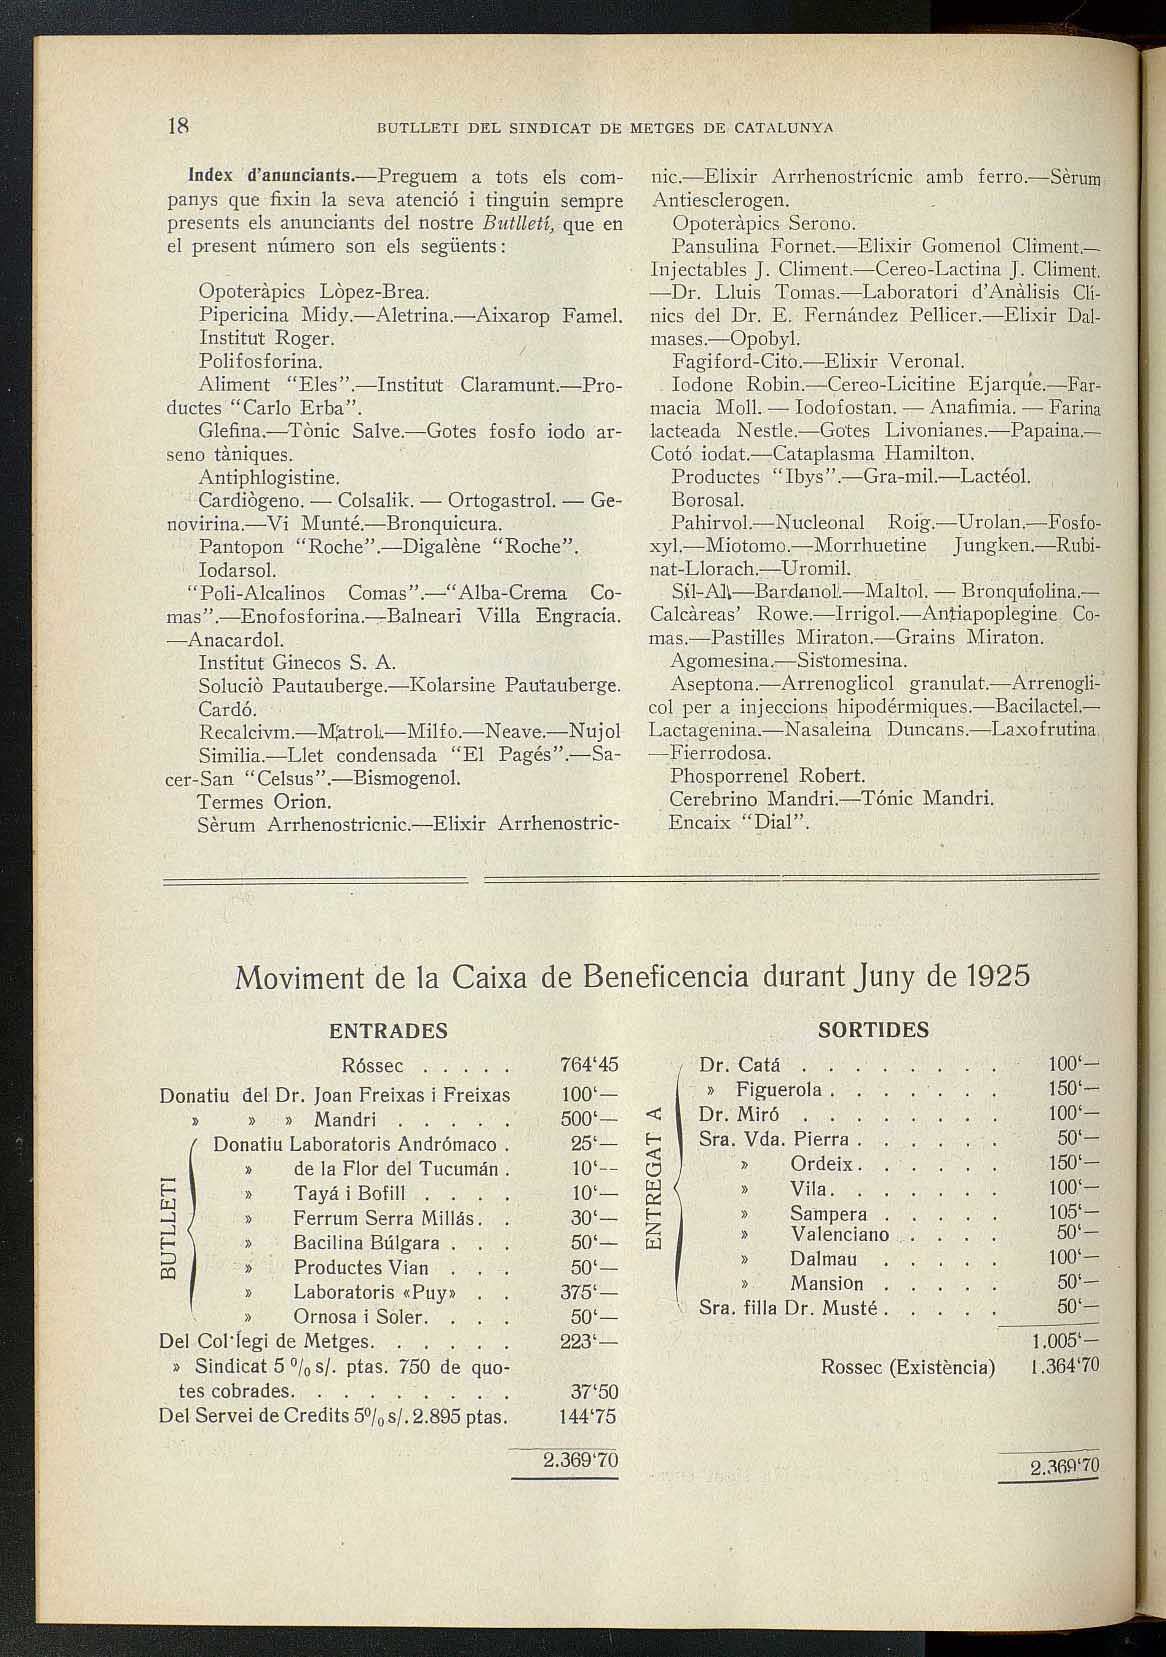 18
BUTLLETI DEL SINDICAT DE METGES DE CATALUNYA
Index d'anunciants.—Preguem a tots els com-
panys que fixin la seva atenció i tinguin sempre
presents els anunciants del nostre Butlletí, que en
el present número son els següents:
Opoteràpics Lòpez-Brea.
Pipericina Midy.—Aletrina.—Aixarop Famel.
Institut Roger.
Polifosforina.
Aliment "Eles".—Institut Claramunt.—Pro-
ductes "Carlo Erba".
Glefina.—Tònic Salve.—Gotes fosfo iodo ar-
seno tàniques.
Antiphlogistine.
Cardiògeno. — Colsalik. — Ortogastrol. — Ge-
novirina.—Vi Munté.—Bronquicura.
Pantopon "Roche".—Digalène "Roche".
Iodarsol.
"Poli-Alcalinos Comas".—"Alba-Crema Co-
mas".—Enofosforina.—Balneari Villa Engracia.
—Anacardol.
Institut Ginecos S. A.
Soluciò Pautauberge.—Kolarsine Pautauberge.
Cardó.
Recalcivm.—Matrol.—Milfo.—Neave.—Nujol
Similia.—Llet condensada "El Pagés".—Sa-
cer-San "Celsus".—Bismogenol.
Termes Orion.
Sèrum Arrhenostricnic.—Elixir Arrhenostric-
nic.—Elixir Arrhenostrícnic amb ferro.—Sèrum
Antiesclerogen.
Opoteràpics Serono.
Pansulina Fornet.—Elixir Gomenol Climent.—
Injectables J. Climent.—Cereo-Lactina J. Climent.
—Dr. Lluis Tomas.—Laboratori d'Anàlisis Clí-
nics del Dr. E. Fernández Pellicer.—Elixir Dal-
mases.—Opobyl.
Fagiford-Cito.—Elixir Veronal.
Iodone Robin.—Cereo-Licitine Ejarque.—Far-
macia Moll. — Iodofostan. — Anafimia. — Farina
lacteada Nestle.—Gotes Livonianes.—Papaina.—
Cotó iodat.—Cataplasma Hamilton.
Productes "Ibys".—Gra-mil.—Lactéol.
Borosal.
Pahirvol.—Nucleonal Roig.—Urolan.—Fosfo-
xyl.—Miotomo.—Morrhuetine Jungken.—Rubi-
nat-Llorach.—Uromil.
Sil-Al.—Bardanol.—Maltol. — Bronquiolina.—
Calcàreas' Rowe.—Irrigol.—Antiapoplegine Co-
mas.—Pastilles Miraton.—Grains Miraton.
Agomesina.—Sistomesina.
Aseptona.—Arrenoglicol granulat.—Arrenogli-
col per a injeccions hipodérmiques.—Bacilactel.—
Lactagenina.—Nasaleina Duncans.—Laxofrutina
—Fierrodosa.
Phosporrenel Robert.
Cerebrino Mandri.—Tónic Mandri.
Encaix "Dial".
Moviment de la Caixa de Beneficencia durant Juny de 1925
ENTRADES
Róssec . . . . . 764'45
Donatiu del Dr. Joan Freixas i Freixas 100'—
» » » Mandri . . . . . 500'—
BUTLLETI
Donatiu Laboratoris Andrómaco . 25'—
» de la Flor del Tucumán . 10'--
» Tayá i Bofill . . . . 10'—
» Ferrum Serra Millás. . 30'—
» Bacilina Búlgara . . . 50'—
» Productes Vian . . . 50'—
» Laboratoris «Puy» . . 375'—
» Ornosa i Soler. . . . 50'—
Del Col·legi de Metges. . . . . . 223'—
» Sindicat 5 % s/. ptas. 750 de quo-
tes cobrades. . . . . . . . . 37'50
Del Servei de Credits 5% s/. 2.895 ptas. 144'75
2.369'70
SORTIDES
ENTREGAT A
Dr. Catá . . . . . . . . 100'—
» Figuerola . . . . . . . 150'—
Dr. Miró . . . . . . . . 100'—
Sra. Vda. Pierra . . . . . . 50'—
» Ordeix. . . . . . 150'—
» Vila. . . . . . . 100'—
» Sampera . . . . . 105'—
» Valenciano . . . . 50'—
» Dalmau . . . . . 100'—
» Mansion . . . . . 50'—
Sra. filla Dr. Musté . . . . . 50'—
1.005'—
Rossec (Existència) 1.364'70
2.369'70